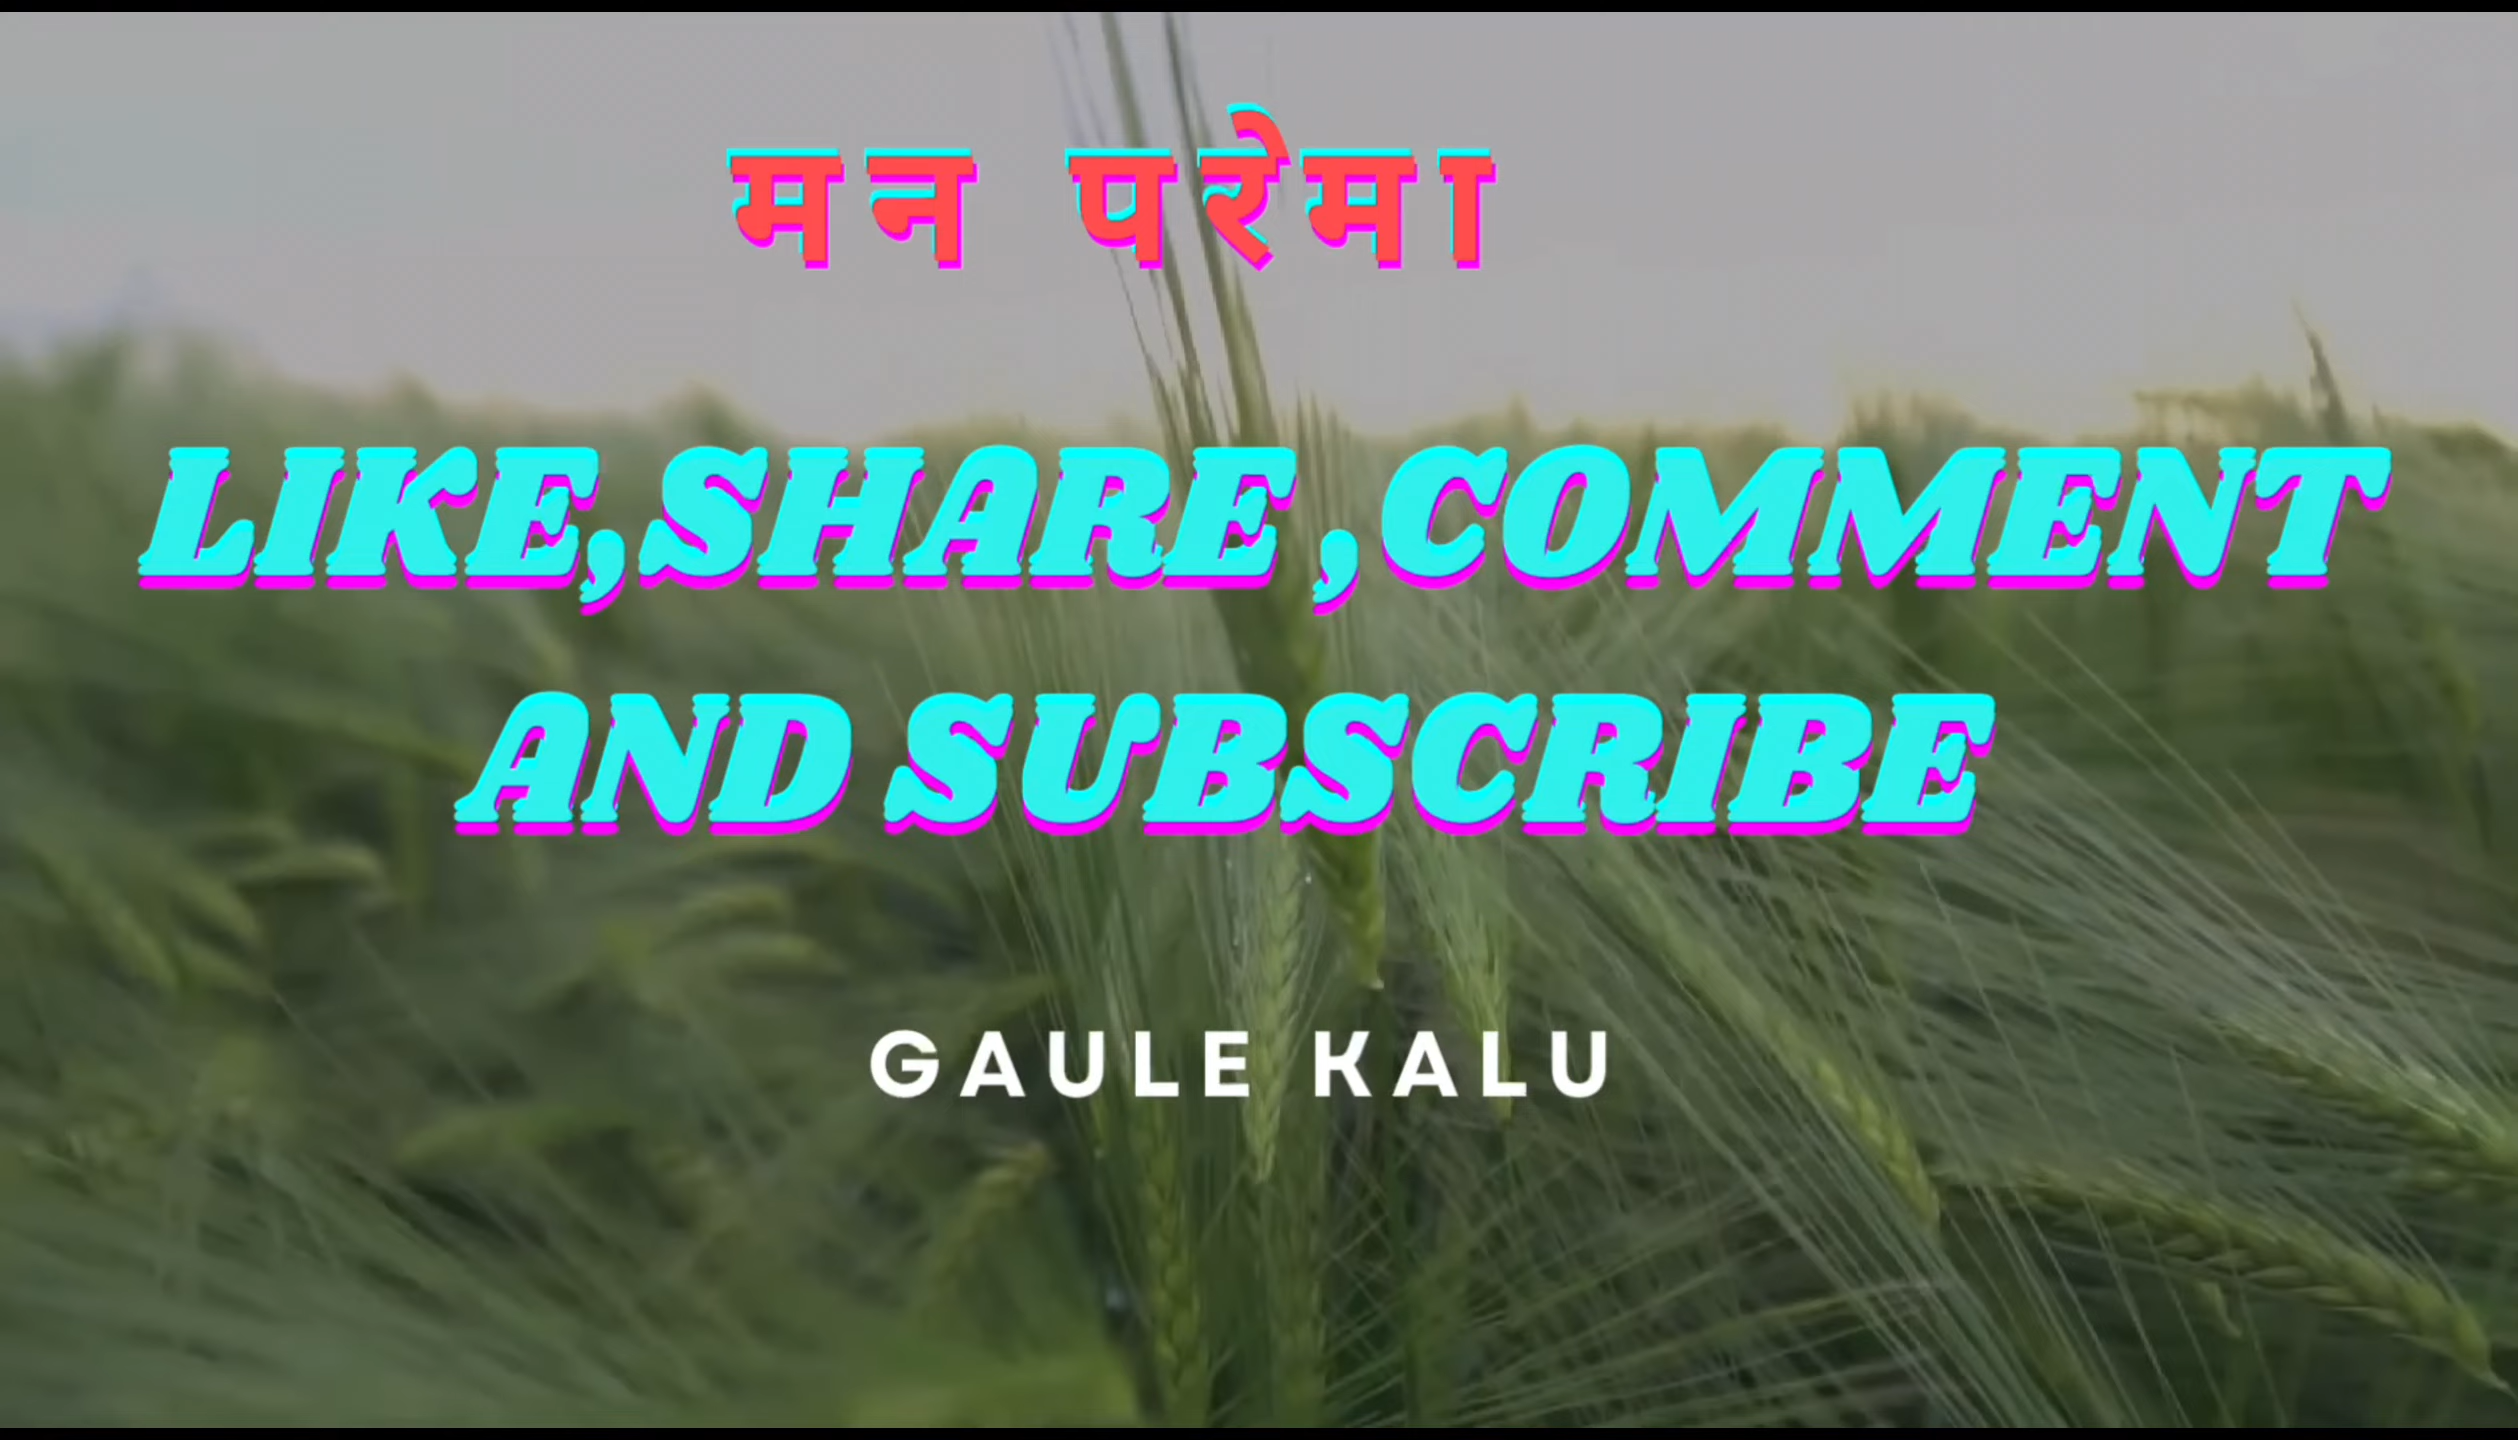 मन परेमा
LIKE,SHARE ,COMMENT
AND SUBSCRIBE
GAULE KALU